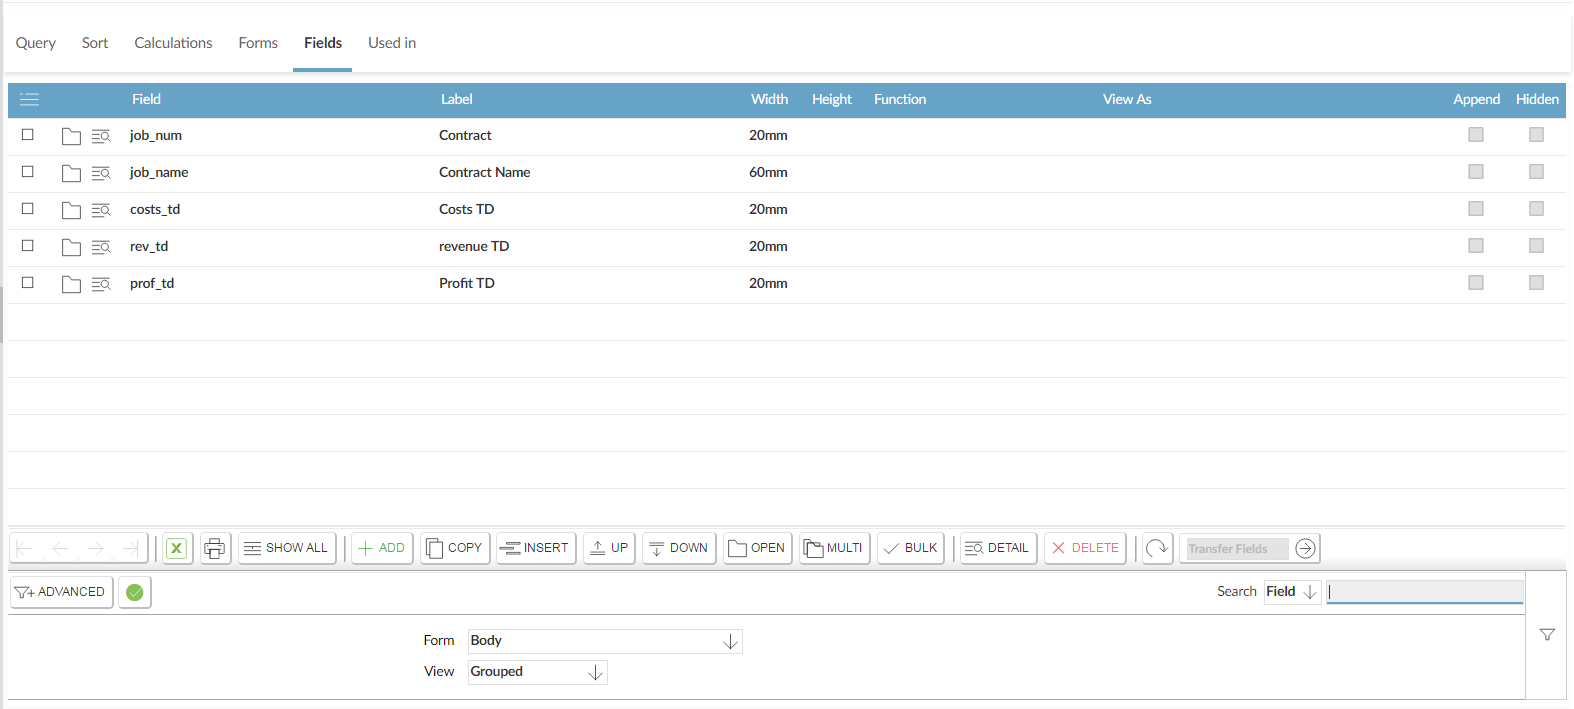 Query Sort Calculations Forms Fields Used in
Field Label Width Height Function View As Append Hidden
job_num Contract 20mm
job_name Contract Name 60mm
costs_td Costs TD 20mm
rev_td revenue TD 20mm
prof_td Profit TD 20mm
SHOW ALL ADD COPY INSERT UP DOWN OPEN MULTI BULK DETAIL DELETE Transfer Fields
ADVANCED Search Field
Form Body
View Grouped